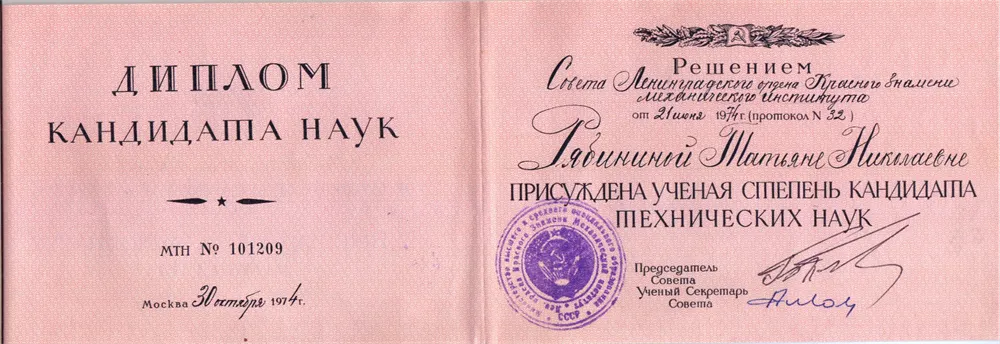 ДИПЛОМ
КАНДИДАТА НАУК
МТН № 101209
Москва 30 октября 1974 г.
Решением
Совета Ленинградского ордена Красного Знамени
механического института
от 21 июня 1974 г. (протокол N 32)
Рябининой Татьяне Николаевне
ПРИСУЖДЕНА УЧЕНАЯ СТЕПЕНЬ КАНДИДАТА
ТЕХНИЧЕСКИХ НАУК
Председатель
Совета
Ученый Секретарь
Совета
СССР